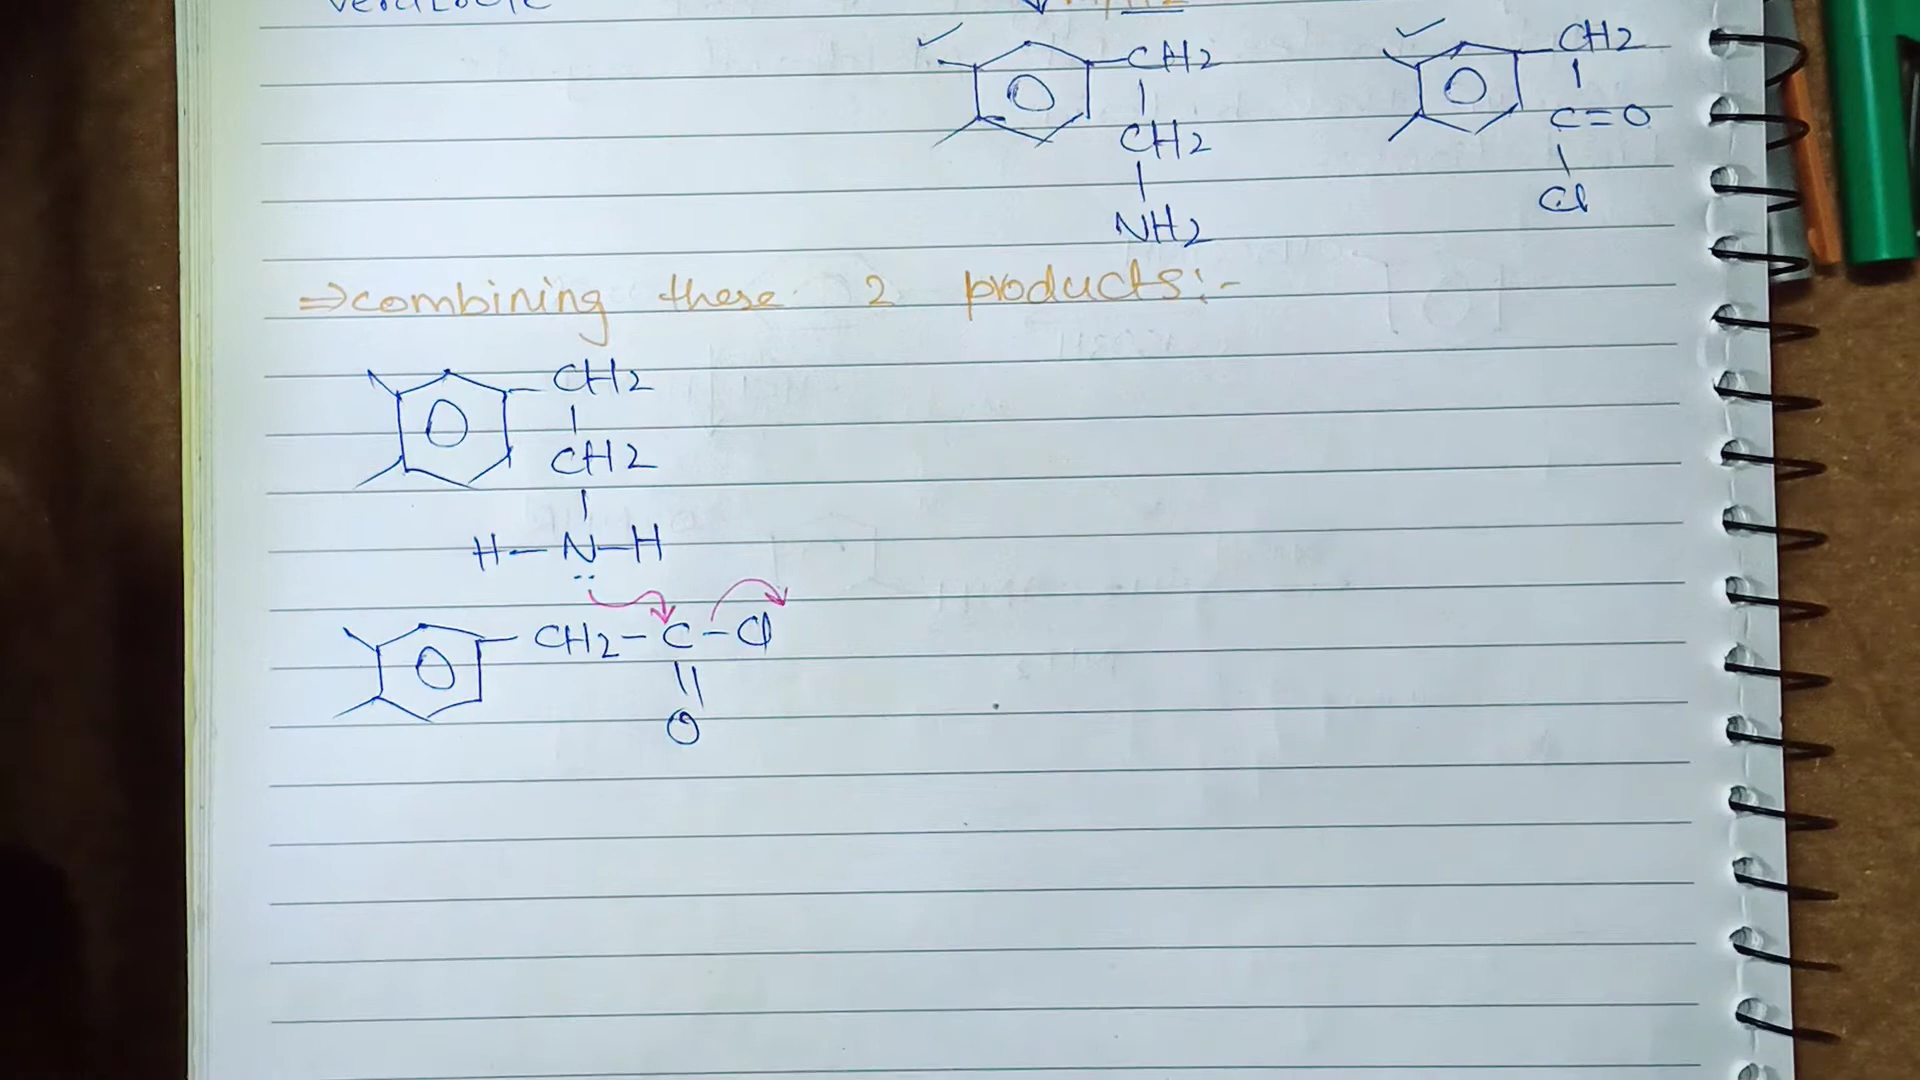 CH2 CH2
CH2 C=O
NH2 Cl
⇒combining these 2 products:-
CH2
CH2
H-N-H
CH2-C-Cl
O